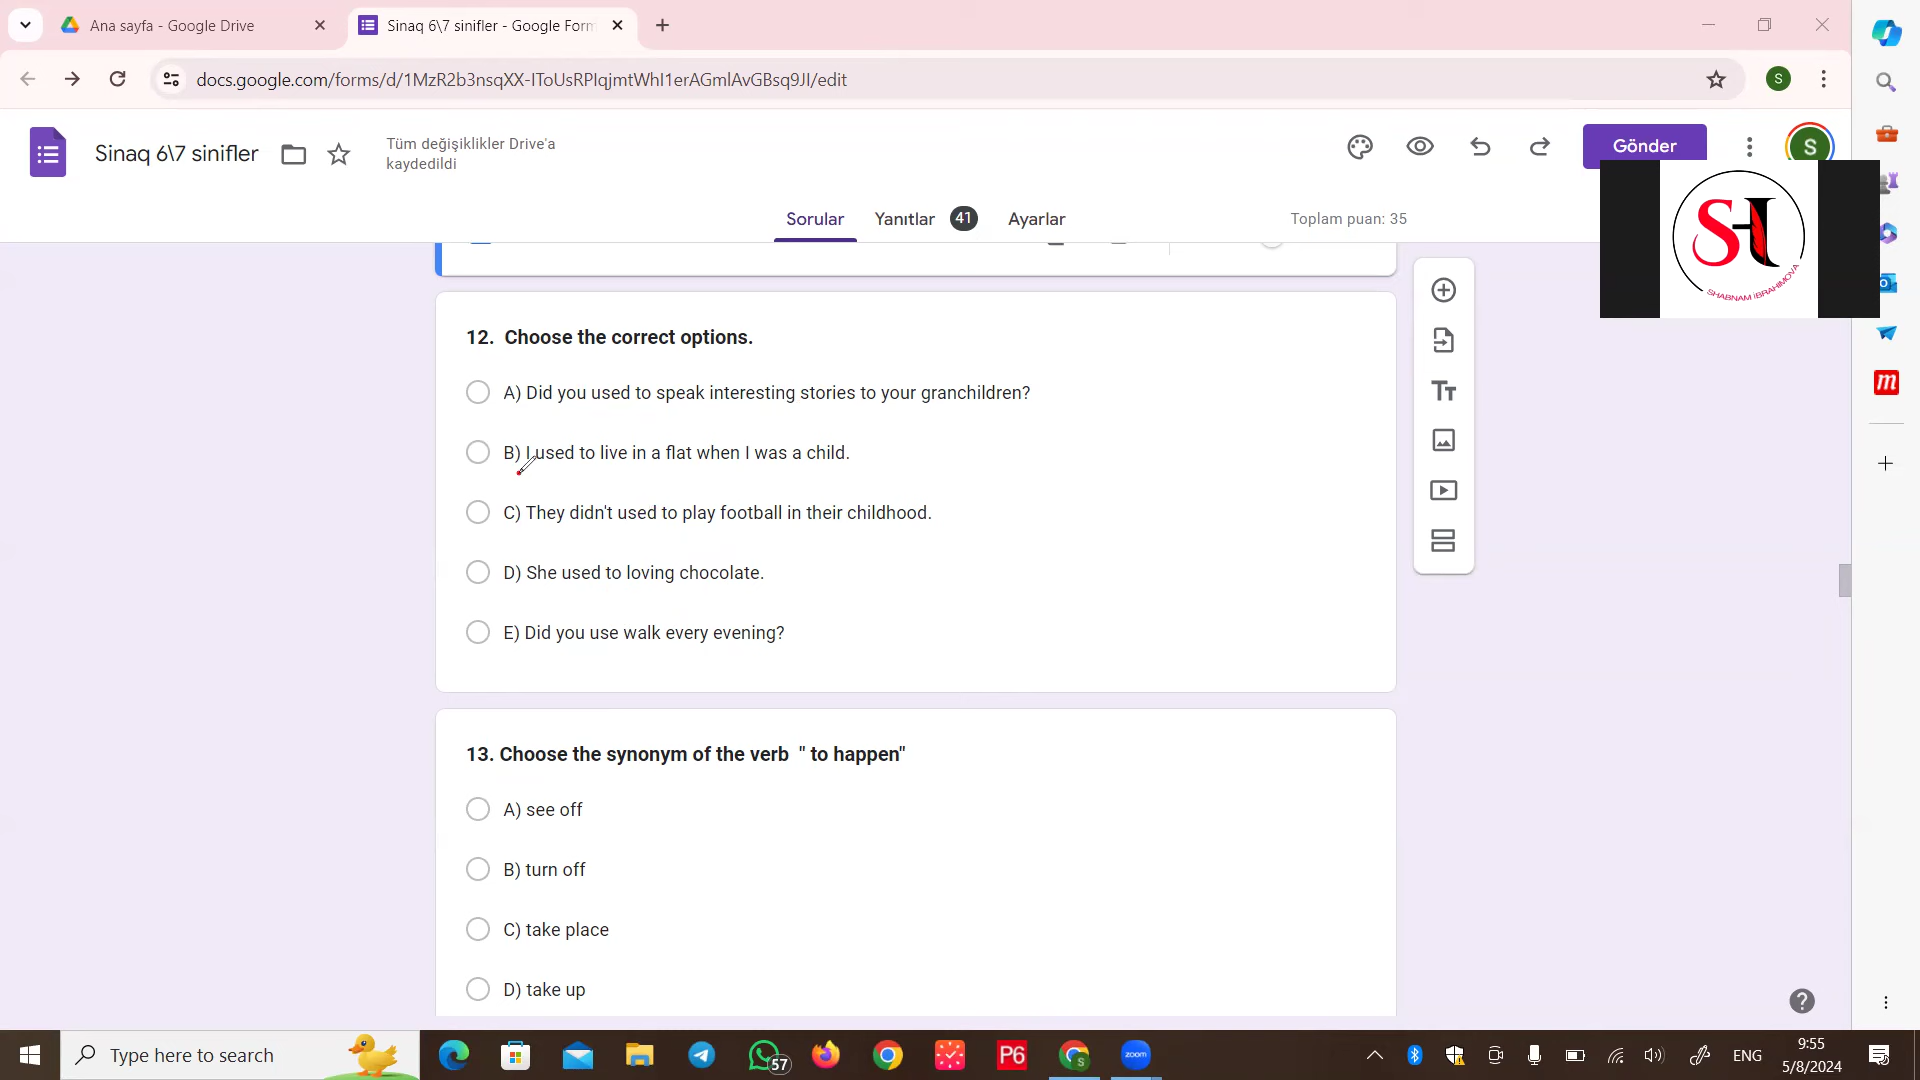 Ana sayfa - Google Drive
Sinaq 6\7 sinifler - Google Form
docs.google.com/forms/d/1MzR2b3nsqXX-IToUsRPIqjmtWhI1erAGmlAvGBsq9JI/edit
S
Sinaq 6\7 sinifler
Tüm değişiklikler Drive'a
kaydedildi
Gönder
S
Sorular
Yanıtlar 41
Ayarlar
Toplam puan: 35
SHABNAM İBRAHIMOVA
12. Choose the correct options.
A) Did you used to speak interesting stories to your granchildren?
B) I used to live in a flat when I was a child.
C) They didn't used to play football in their childhood.
D) She used to loving chocolate.
E) Did you use walk every evening?
13. Choose the synonym of the verb " to happen"
A) see off
B) turn off
C) take place
D) take up
Type here to search
57
P6
S
zoom
ENG
9:55
5/8/2024